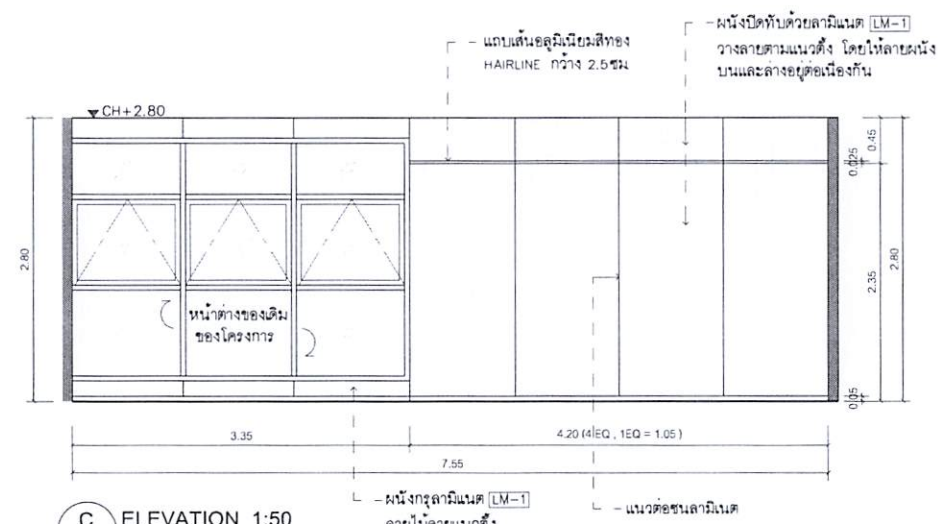 - แถบเส้นอลูมิเนียมสีทอง
HAIRLINE กว้าง 2.5ซม
- ผนังปิดทับด้วยลามิเนต LM-1
วางลายตามแนวตั้ง โดยให้ลายผนัง
บนและล่างอยู่ต่อเนื่องกัน
CH+2.80
2.80
0.45
0.025
2.35
2.80
0.05
หน้าต่างของเดิม
ของโครงการ
3.35
4.20 (4EQ , 1EQ = 1.05 )
7.55
- ผนังกรุลามิเนต LM-1
- แนวต่อชนลามิเนต
C ELEVATION 1:50